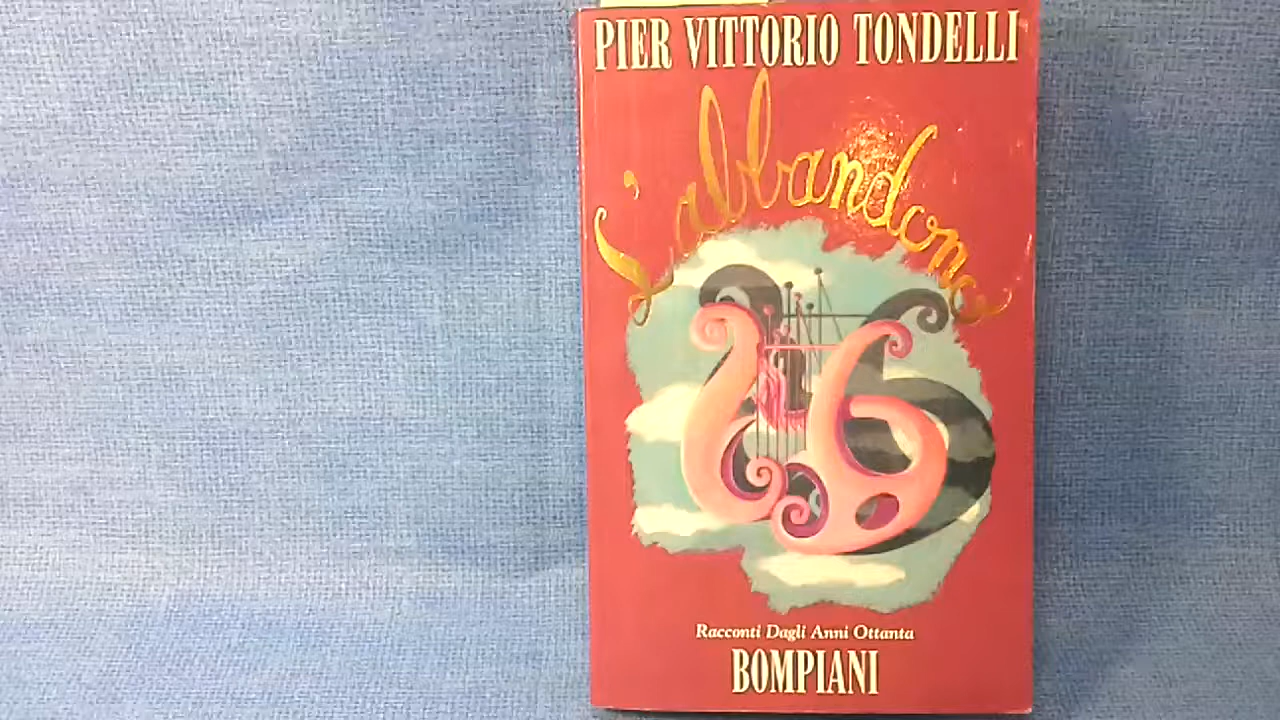 PIER VITTORIO TONDELLI
L'abbandono
Racconti Dagli Anni Ottanta
BOMPIANI